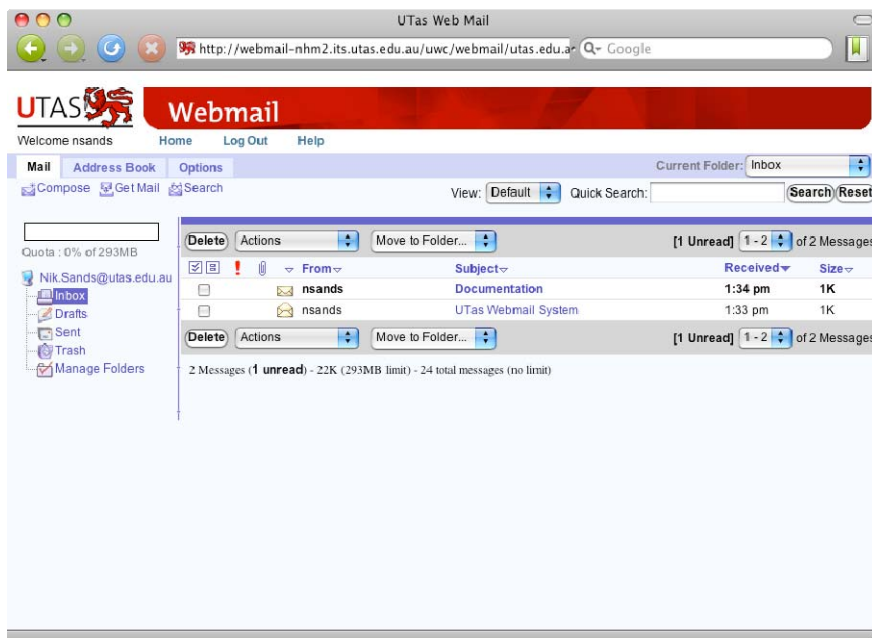 UTas Web Mail
http://webmail-nhm2.its.utas.edu.au/uwc/webmail/utas.edu.a Google
UTAS Webmail
Welcome nsands Home Log Out Help
Mail Address Book Options Current Folder: Inbox
Compose Get Mail Search View: Default Quick Search: Search Reset
Delete Actions Move to Folder... [1 Unread] 1 - 2 of 2 Messages
Quota : 0% of 293MB
From Subject Received Size
Nik.Sands@utas.edu.au
nsands Documentation 1:34 pm 1K
Inbox
nsands UTas Webmail System 1:33 pm 1K
Drafts
Sent
Delete Actions Move to Folder... [1 Unread] 1 - 2 of 2 Messages
Trash
Manage Folders
2 Messages (1 unread) - 22K (293MB limit) - 24 total messages (no limit)